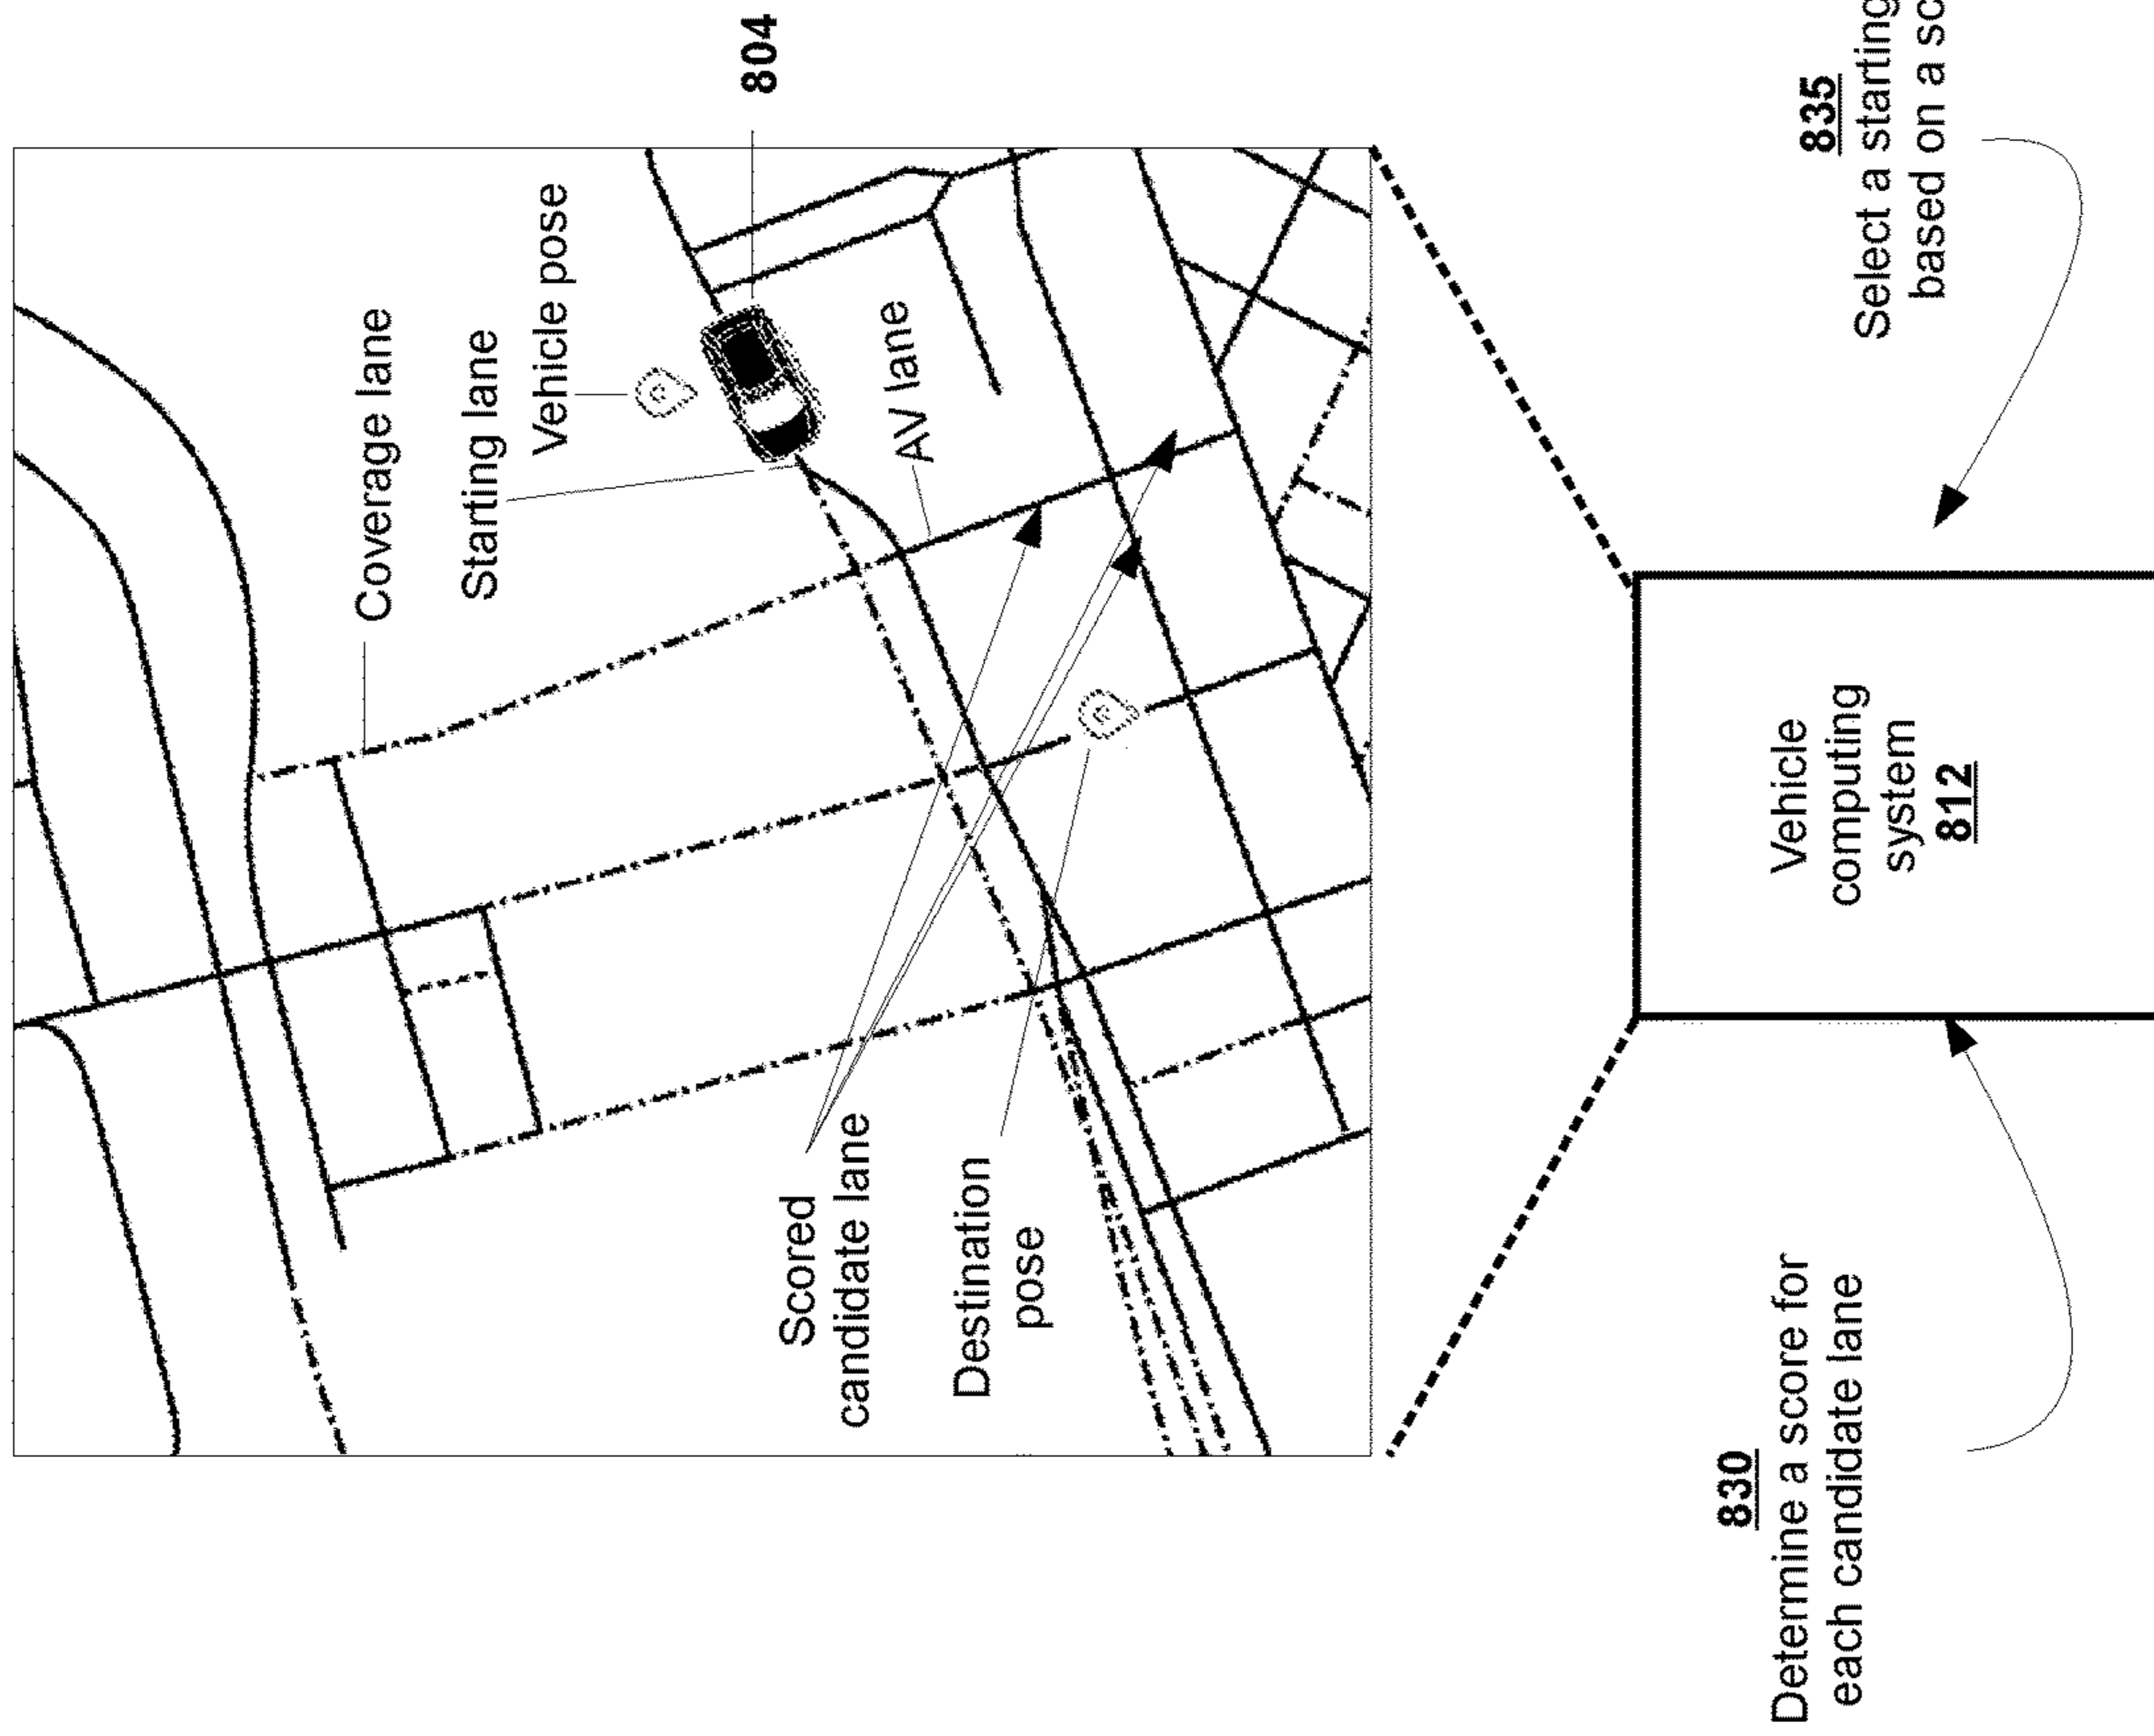 804
Coverage lane
Starting lane
Vehicle pose
AV lane
Scored
candidate lane
Destination
pose
835
Select a starting
based on a
Vehicle
computing
system
812
830
Determine a score for
each candidate lane